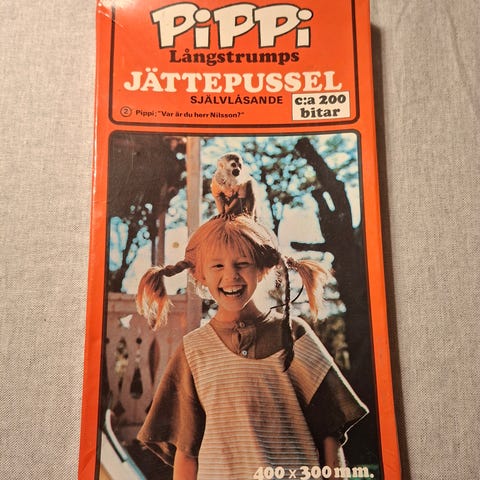 PiPPi
Långstrumps
JÄTTEPUSSEL
SJÄLVLÅSANDE
c:a 200
bitar
2 Pippi; "Var är du herr Nilsson?"
400 x 300 mm.